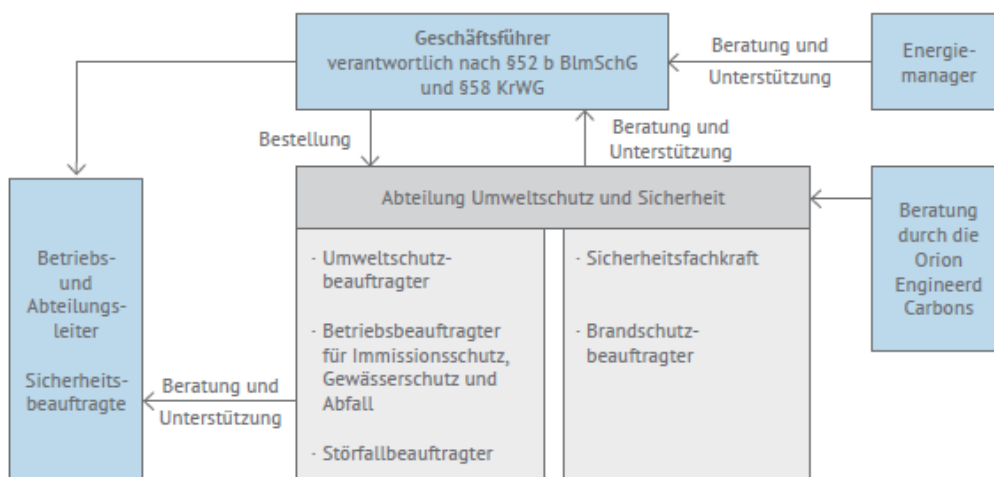 Geschäftsführer
verantwortlich nach §52 b BlmSchG
und §58 KrWG
Beratung und
Unterstützung
Energie-
manager
Bestellung
Beratung und
Unterstützung
Abteilung Umweltschutz und Sicherheit
Betriebs-
und
Abteilungs-
leiter
Sicherheits-
beauftragte
Beratung und
Unterstützung
· Umweltschutz-
beauftragter
· Betriebsbeauftragter
für Immissionsschutz,
Gewässerschutz und
Abfall
· Störfallbeauftragter
· Sicherheitsfachkraft
· Brandschutz-
beauftragter
Beratung
durch die
Orion
Engineerd
Carbons